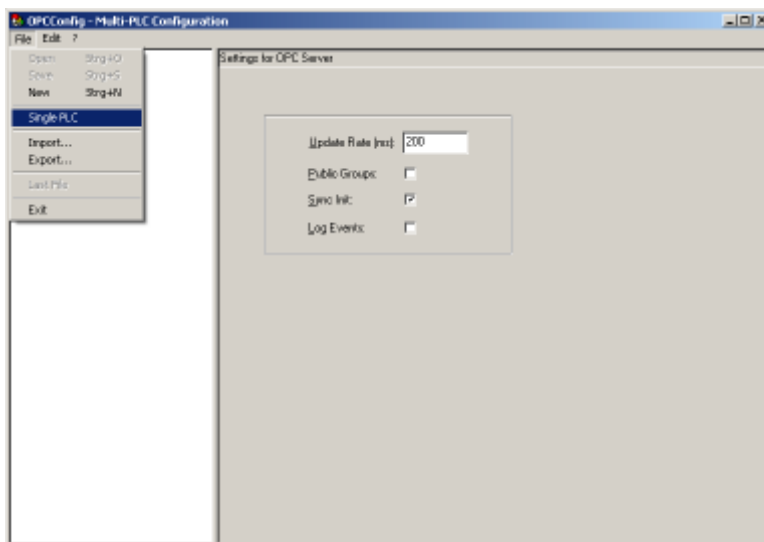 OPCConfig - Multi-PLC Configuration
File Edit ?
Open Strg+O
Save Strg+S
New Strg+N
Single PLC
Import...
Export...
Last File
Exit
Settings for OPC Server
Update Rate (ms): 200
Public Groups:
Sync Init:
Log Events: